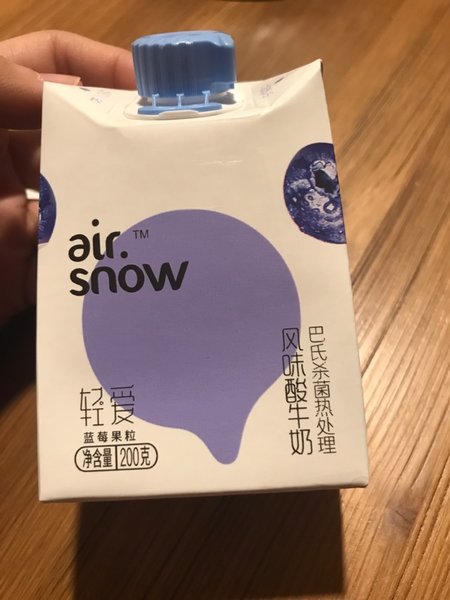 air.™
snow
轻爱
蓝莓果粒
净含量 200克
巴氏杀菌热处理
风味酸牛奶